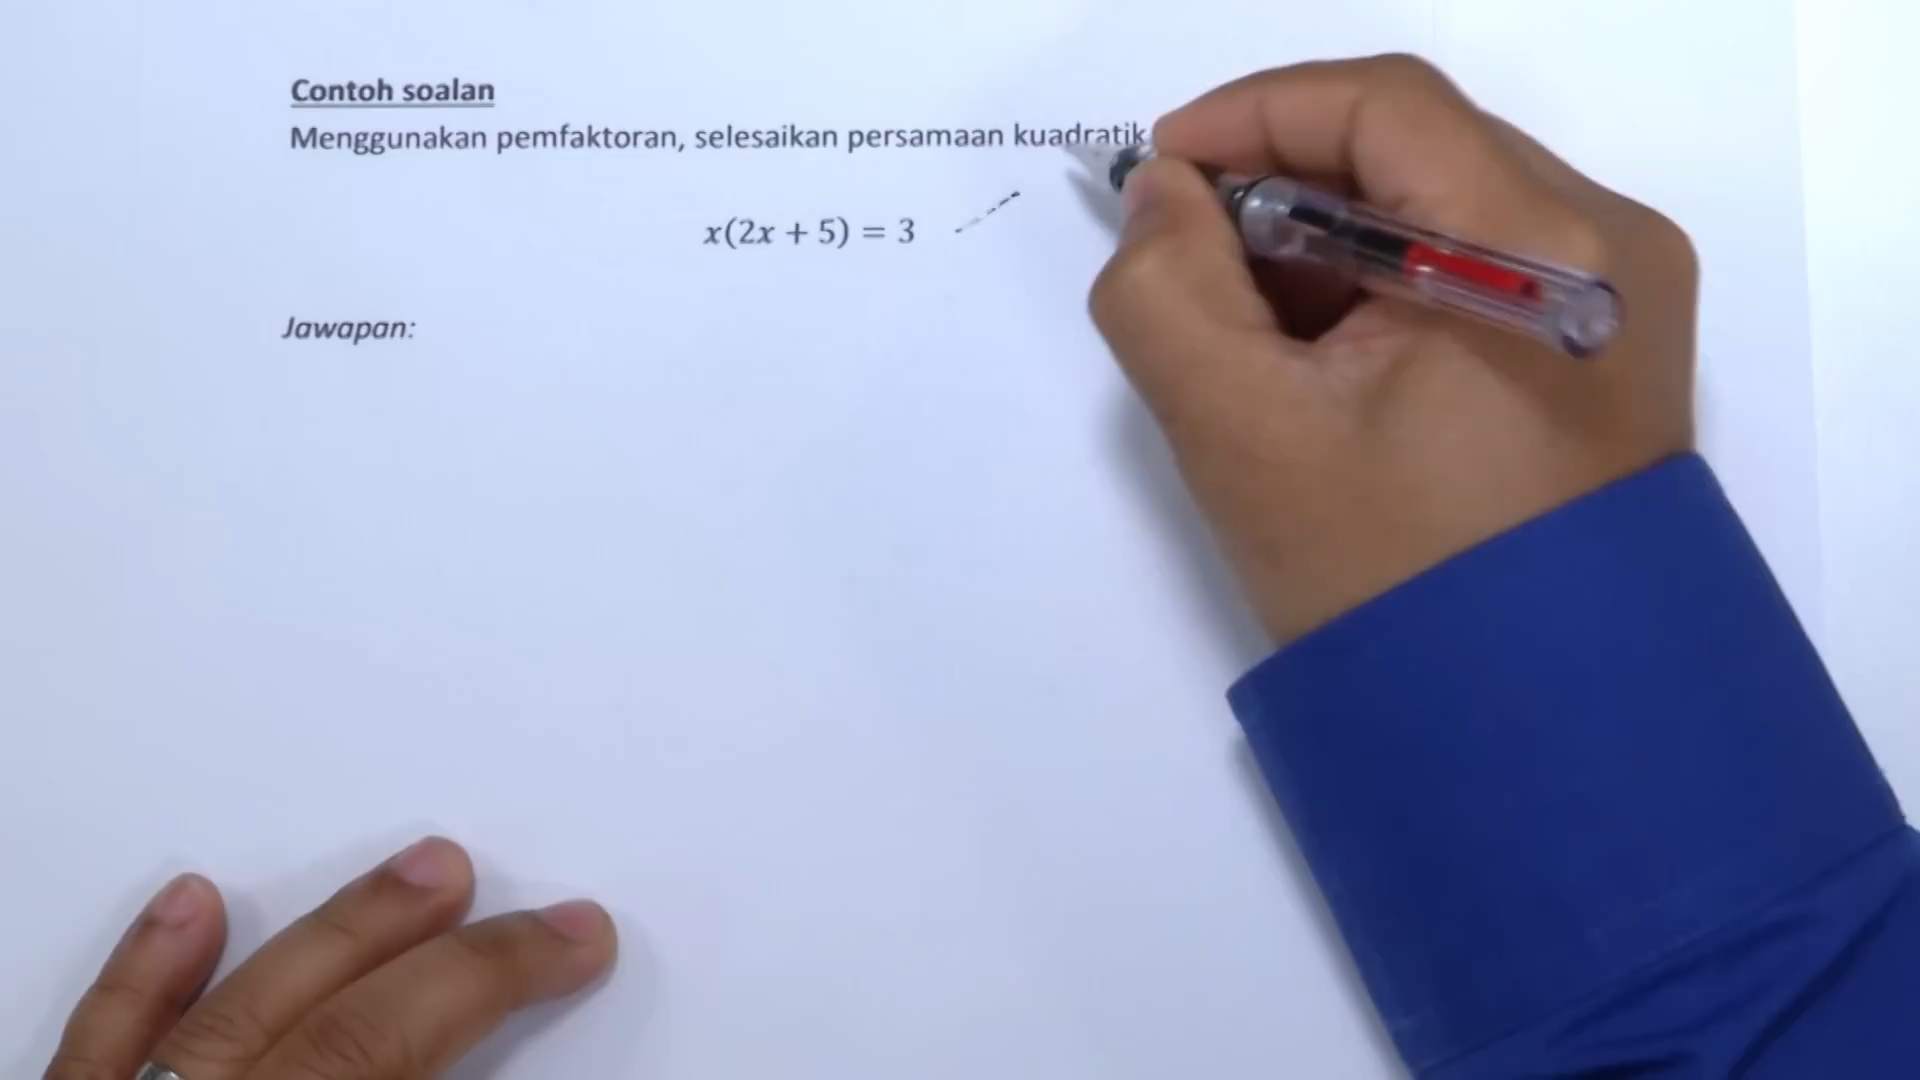 Contoh soalan
Menggunakan pemfaktoran, selesaikan persamaan kuadratik
x(2x + 5) = 3
Jawapan: